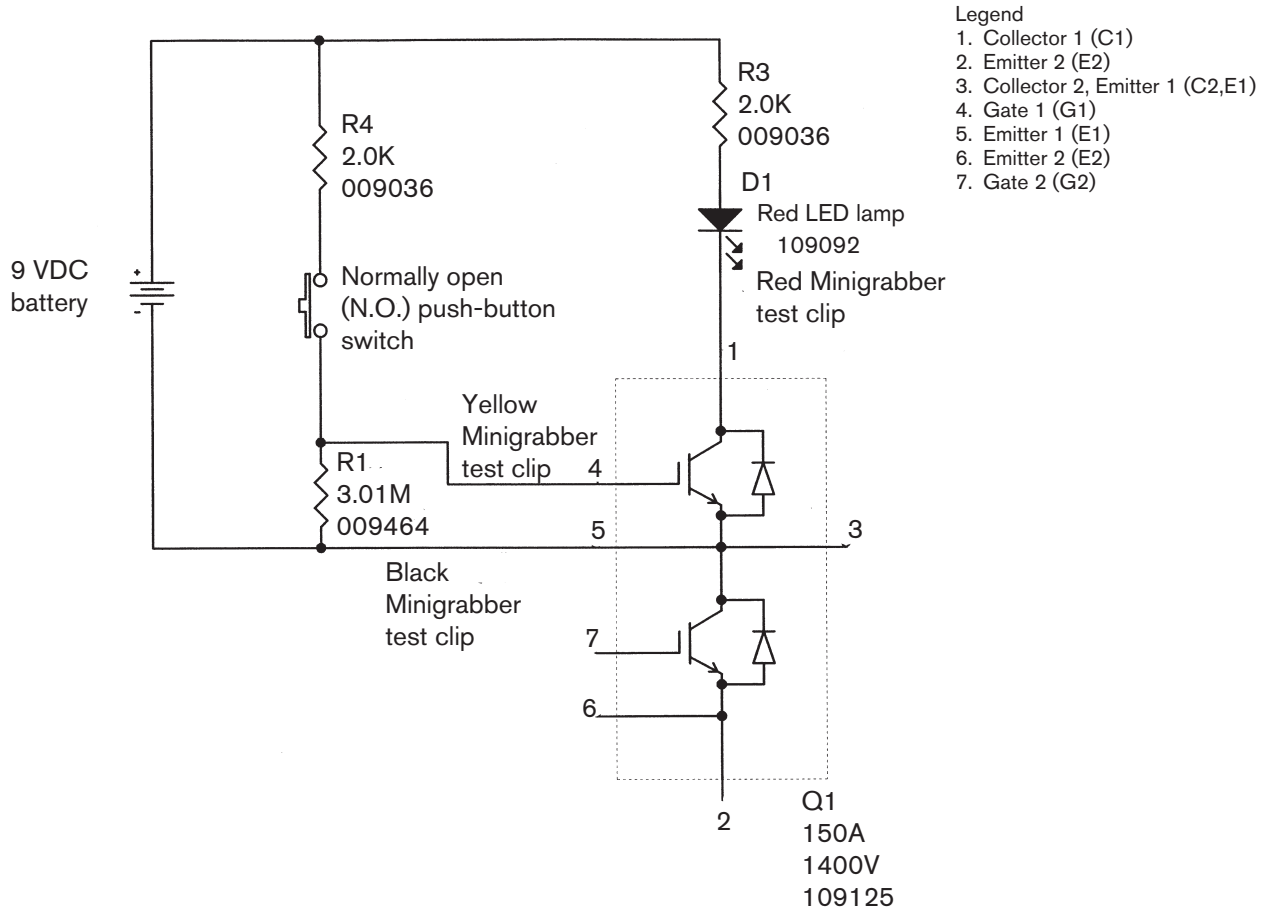 Legend
1. Collector 1 (C1)
2. Emitter 2 (E2)
3. Collector 2, Emitter 1 (C2,E1)
4. Gate 1 (G1)
5. Emitter 1 (E1)
6. Emitter 2 (E2)
7. Gate 2 (G2)
R3
2.0K
009036
R4
2.0K
009036
D1
Red LED lamp
109092
Red Minigrabber
test clip
9 VDC
battery
+
-
Normally open
(N.O.) push-button
switch
1
Yellow
Minigrabber
test clip
4
R1
3.01M
009464
5
3
Black
Minigrabber
test clip
7
6
2
Q1
150A
1400V
109125